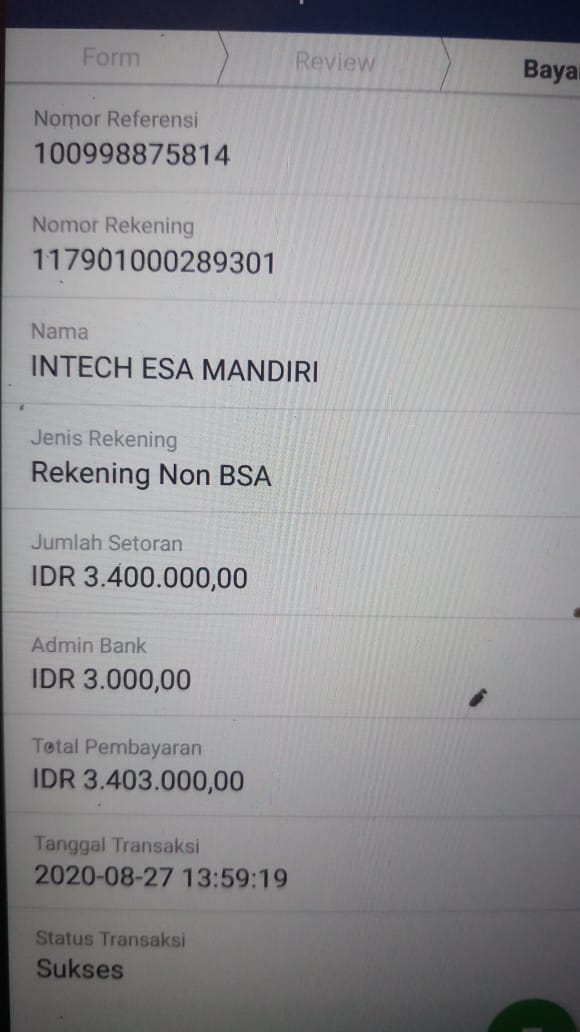 Form
Review
Nomor Referensi
100998875814
Nomor Rekening
117901000289301
Nama
INTECH ESA MANDIRI
Jenis Rekening
Rekening Non BSA
Jumlah Setoran
IDR 3.400.000,00
Admin Bank
IDR 3.000,00
Total Pembayaran
IDR 3.403.000,00
Tanggal Transaksi
2020-08-27 13:59:19
Status Transaksi
Sukses